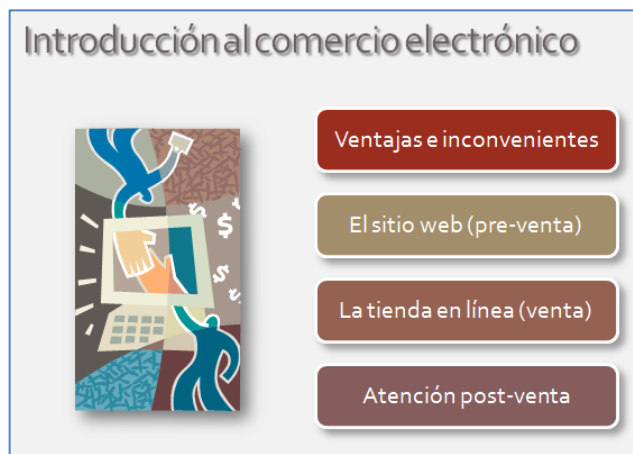 Introducción al comercio electrónico
Ventajas e inconvenientes
El sitio web (pre-venta)
La tienda en línea (venta)
Atención post-venta
$
$
$
$
$